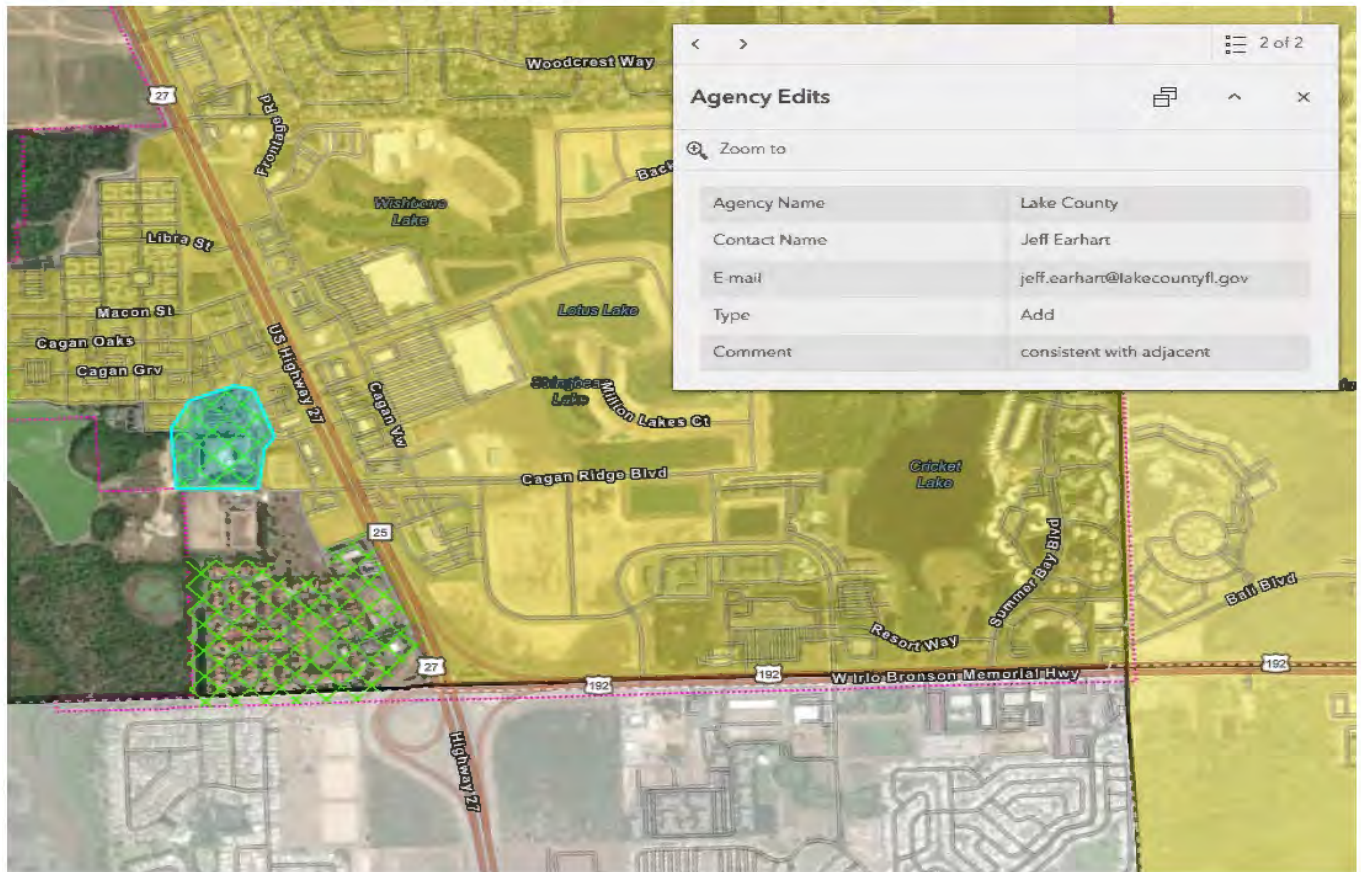 2 of 2
Agency Edits
Zoom to
Agency Name Lake County
Contact Name Jeff Earhart
E-mail jeff.earhart@lakecountyfl.gov
Type Add
Comment consistent with adjacent
Woodcrest Way
27
Frontage Rd
Back
Wishbone
Lake
Libra St
Macon St
Lotus Lake
Cagan Oaks
US Highway 27
Cagan Grv
Cagan Vw
Lake
Million Lakes Ct
Cagan Ridge Blvd
Cricket
Lake
25
Summer Bay Blvd
Bali Blvd
Resort Way
27
192
192
W Irlo Bronson Memorial Hwy
192
Highway 27